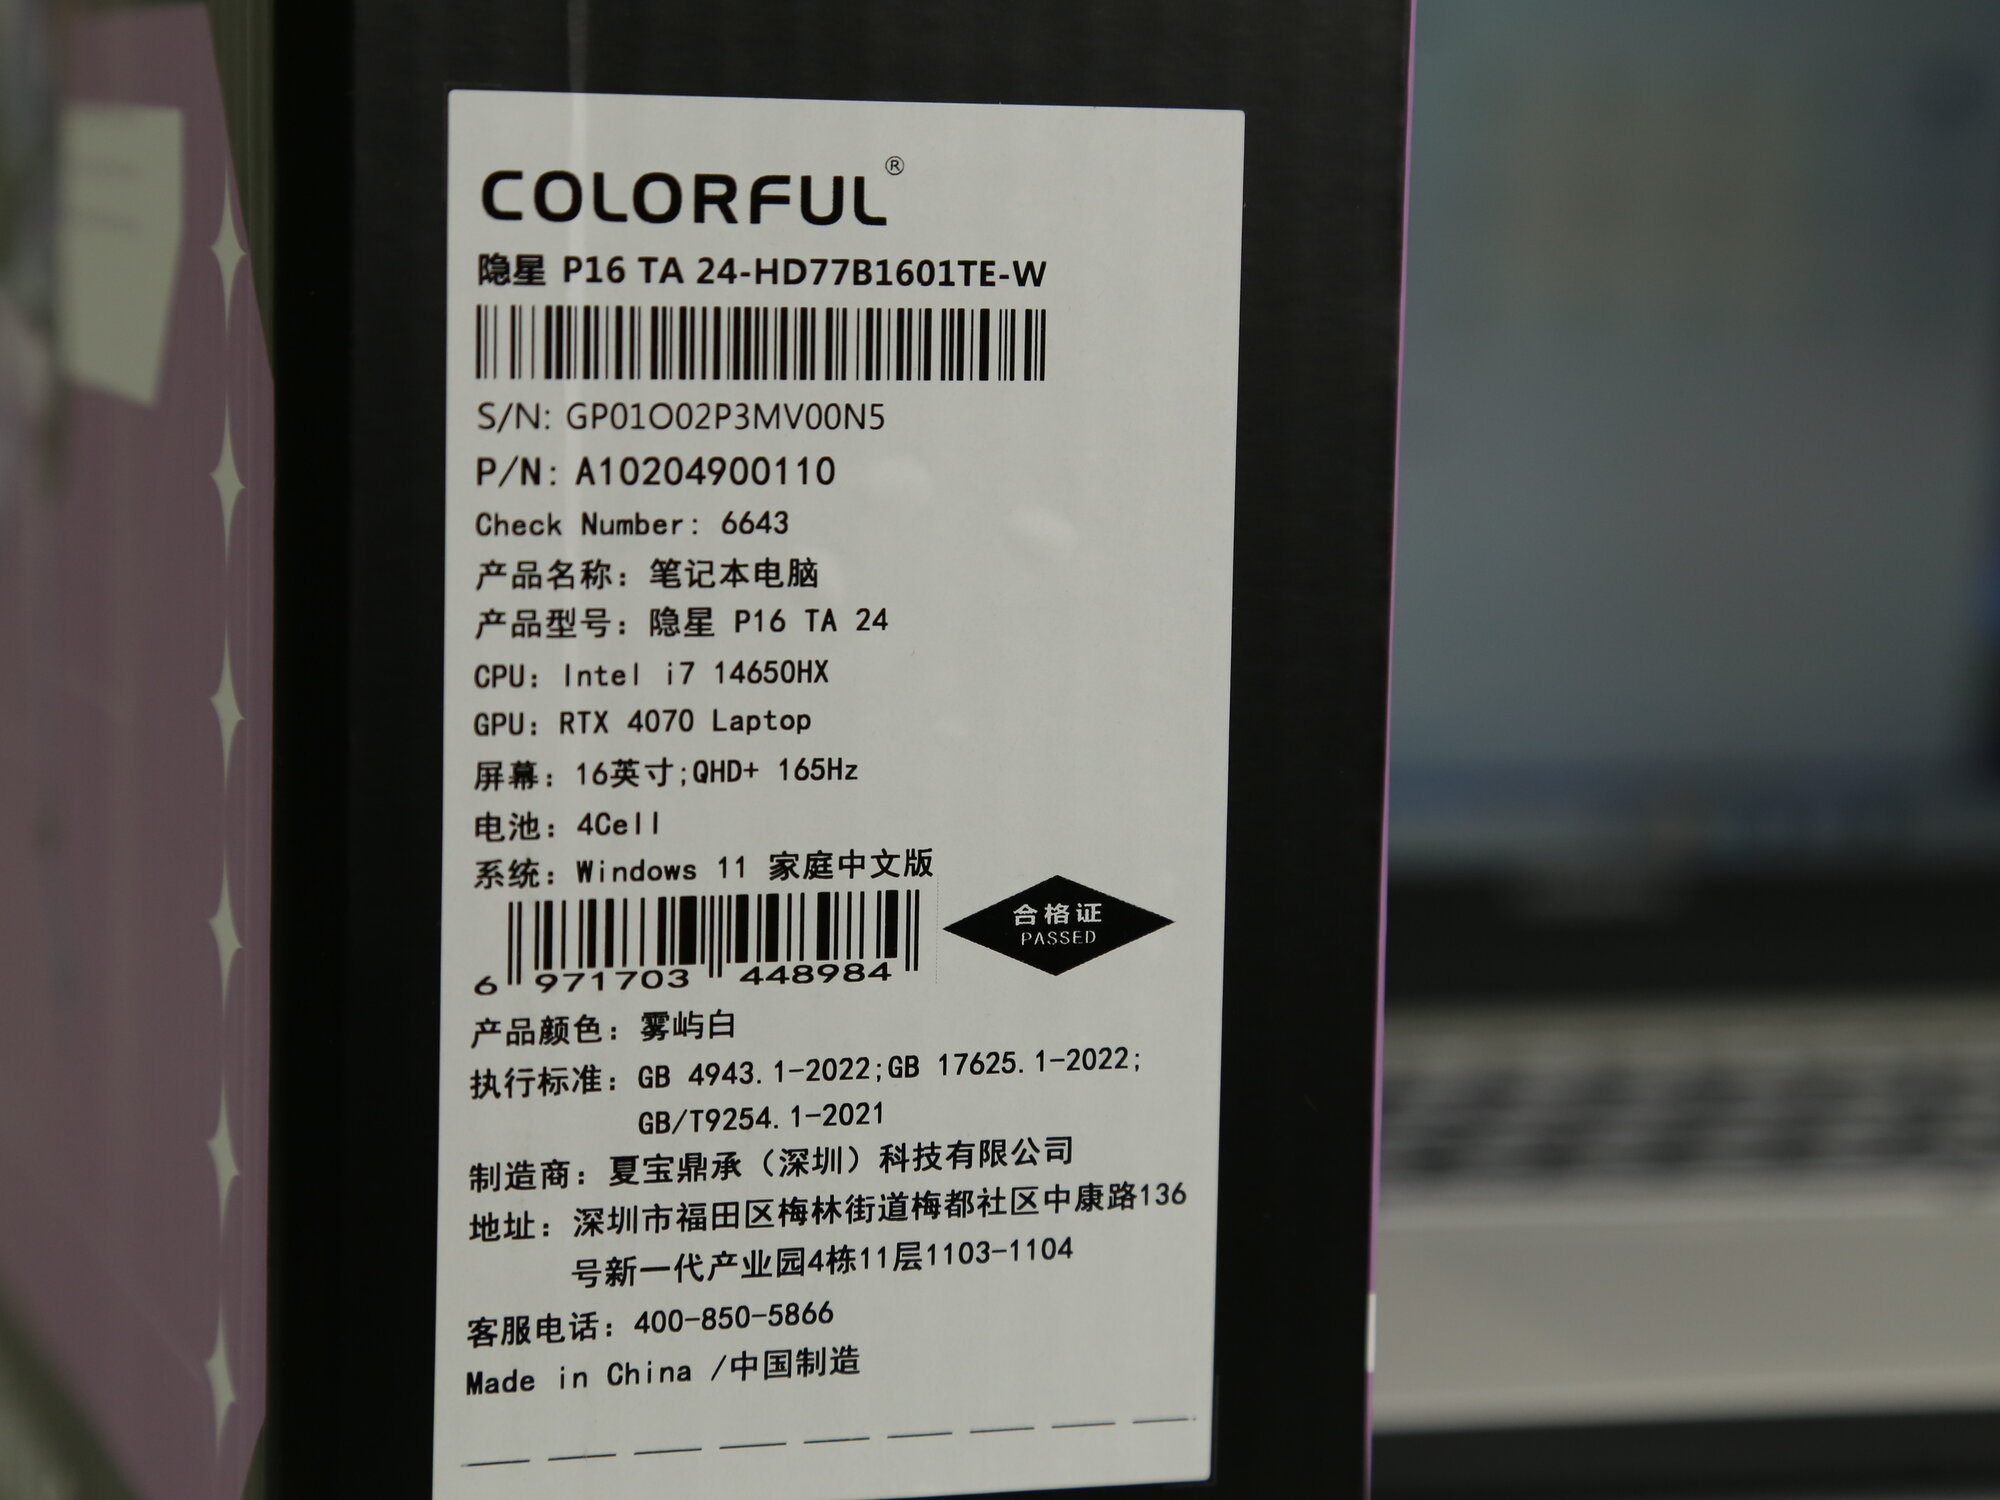 COLORFUL®
隐星 P16 TA 24-HD77B1601TE-W
S/N: GP01O02P3MV00N5
P/N: A10204900110
Check Number: 6643
产品名称：笔记本电脑
产品型号：隐星 P16 TA 24
CPU: Intel i7 14650HX
GPU: RTX 4070 Laptop
屏幕：16英寸;QHD+ 165Hz
电池：4Cell
系统：Windows 11 家庭中文版
6 971703 448984
合格证
PASSED
产品颜色：雾屿白
执行标准：GB 4943.1-2022;GB 17625.1-2022;
GB/T9254.1-2021
制造商：夏宝鼎承（深圳）科技有限公司
地址：深圳市福田区梅林街道梅都社区中康路136
号新一代产业园4栋11层1103-1104
客服电话：400-850-5866
Made in China /中国制造